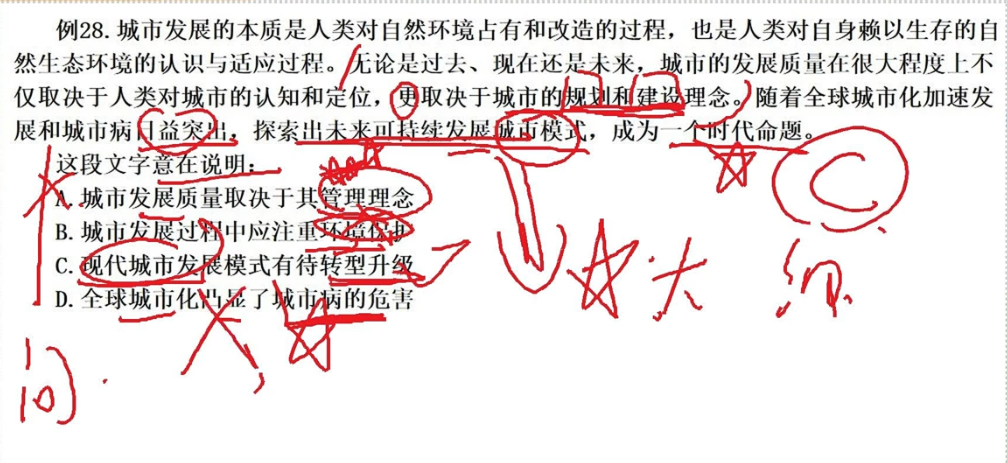 例28. 城市发展的本质是人类对自然环境占有和改造的过程，也是人类对自身赖以生存的自
然生态环境的认识与适应过程。无论是过去、现在还是未来，城市的发展质量在很大程度上不
仅取决于人类对城市的认知和定位，更取决于城市的规划和建设理念。随着全球城市化加速发
展和城市病日益突出，探索出未来可持续发展城市模式，成为一个时代命题。
这段文字意在说明：
A. 城市发展质量取决于其管理理念
B. 城市发展过程中应注重环境保护
C. 现代城市发展模式有待转型升级
D. 全球城市化凸显了城市病的危害
大
问